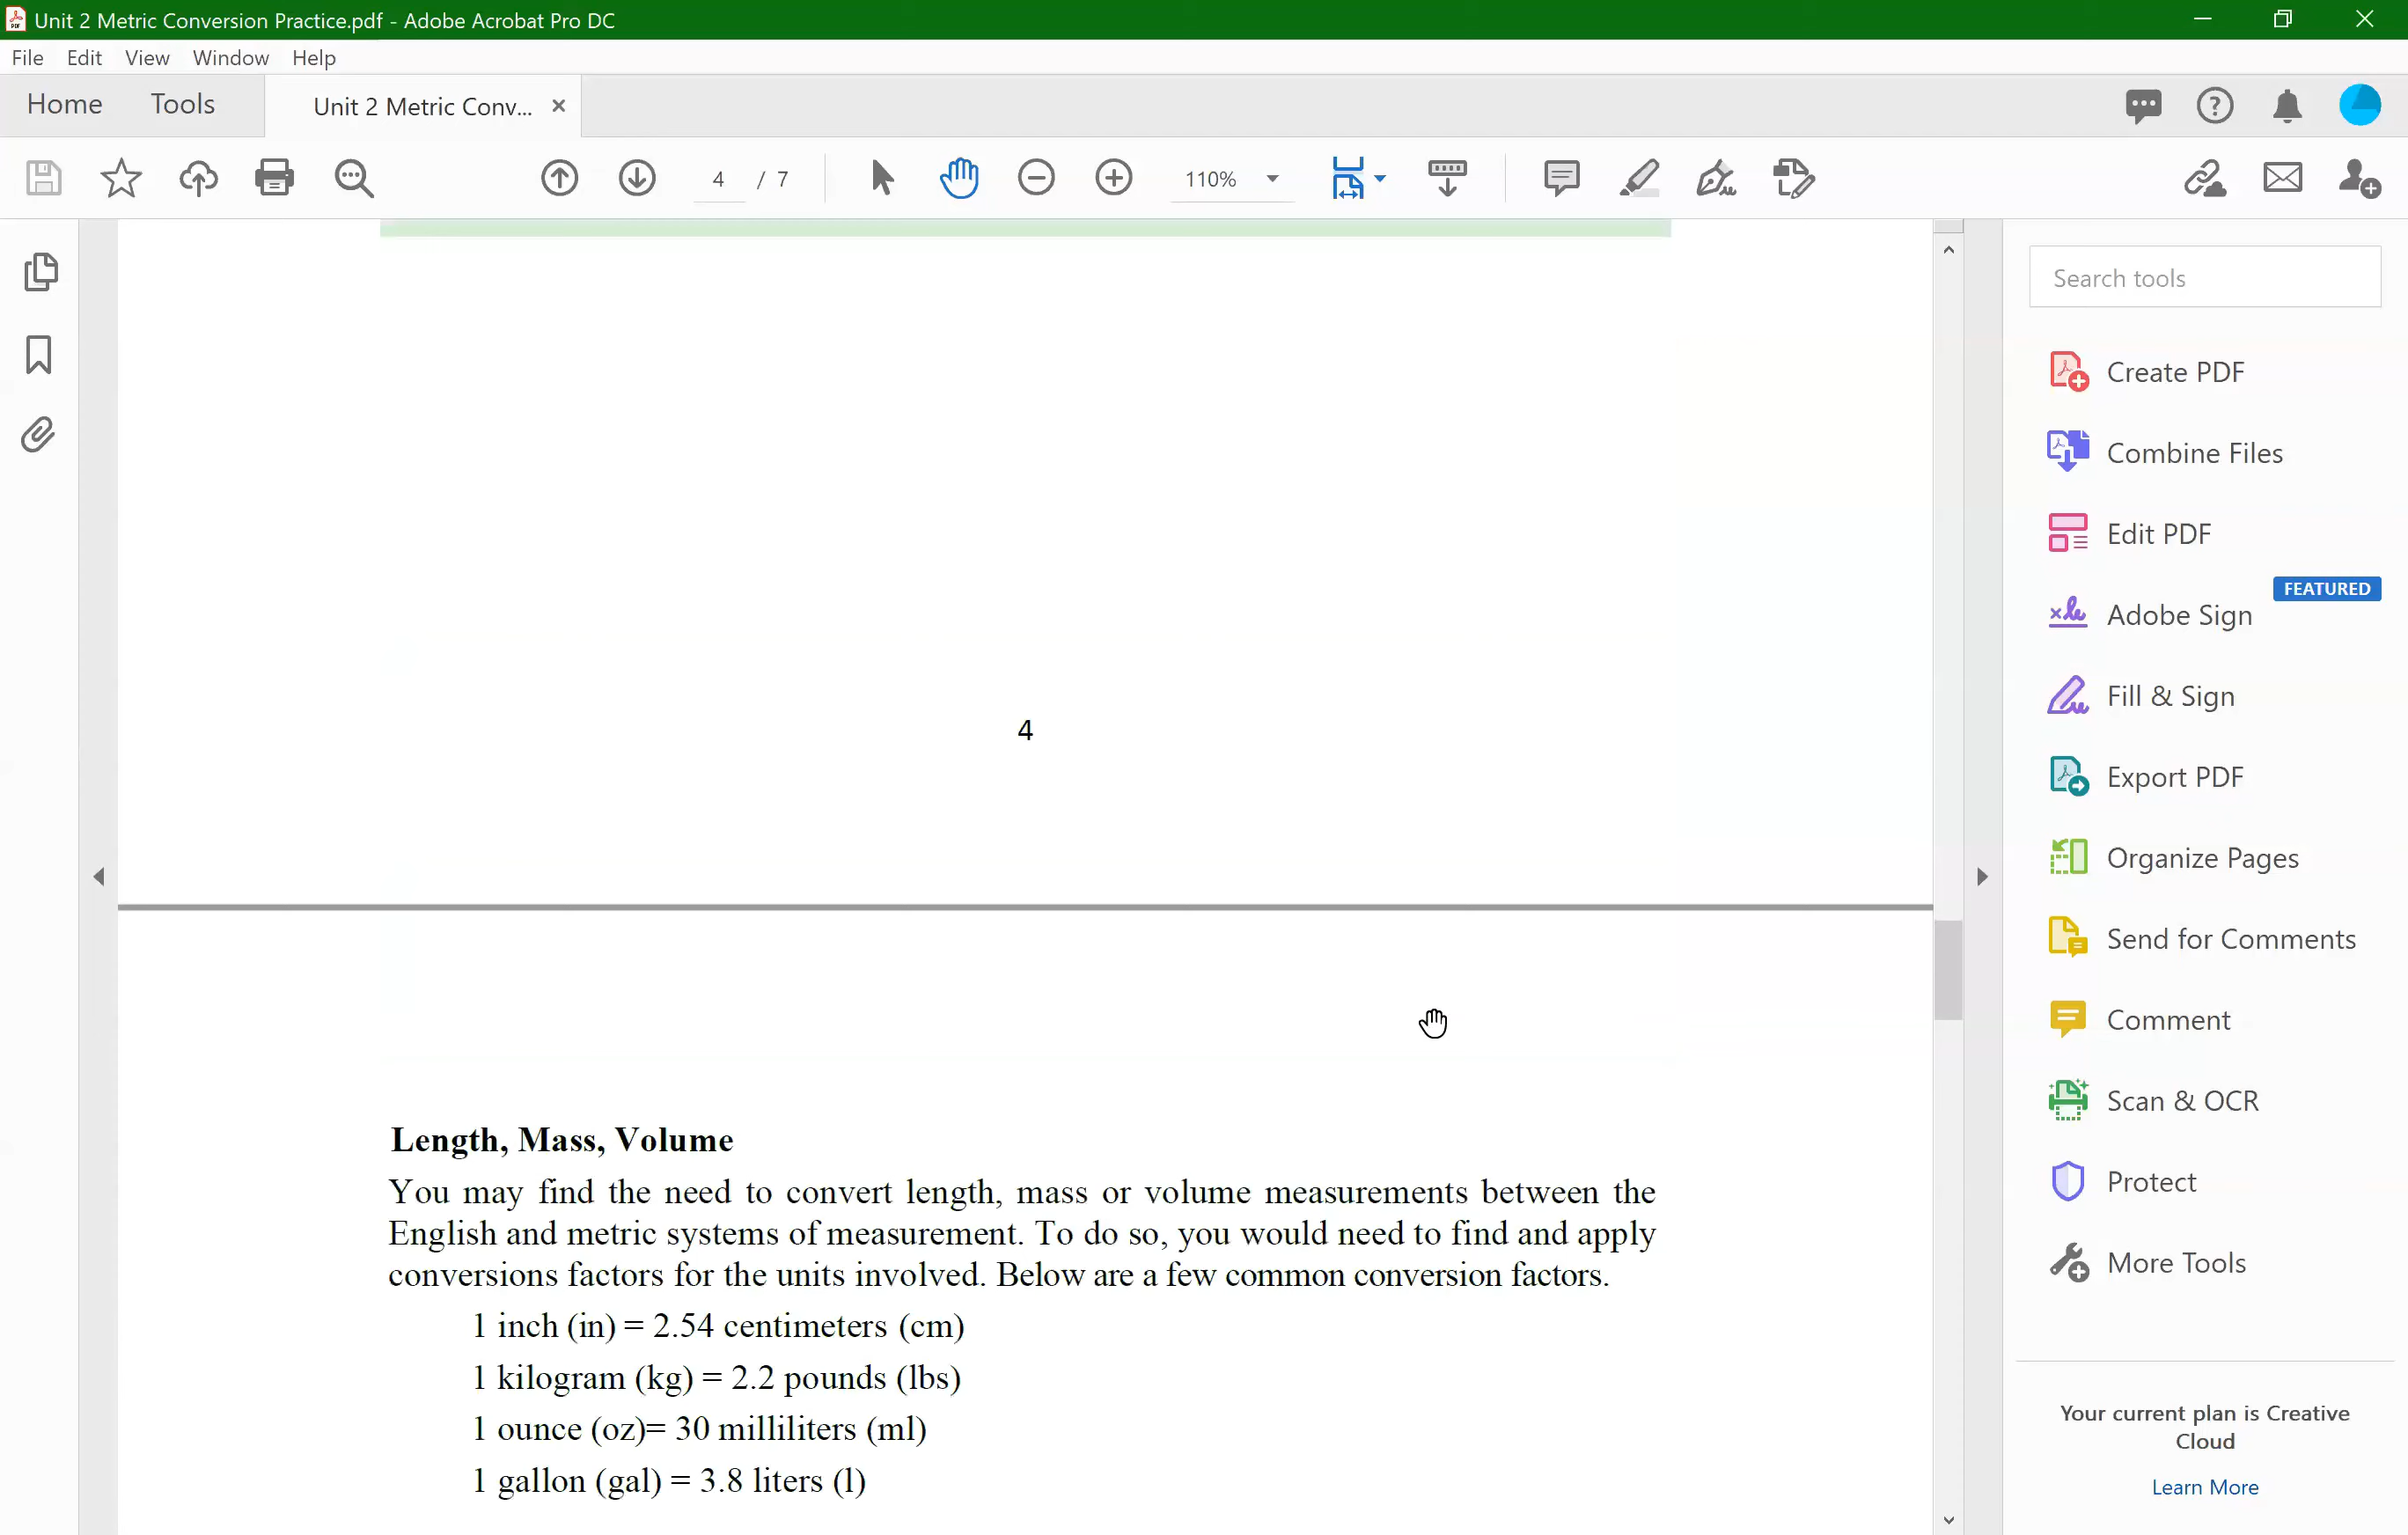 Unit 2 Metric Conversion Practice.pdf - Adobe Acrobat Pro DC
File Edit View Window Help
Home Tools Unit 2 Metric Conv...
4 / 7 110%
Search tools
Create PDF
Combine Files
Edit PDF
FEATURED
Adobe Sign
Fill & Sign
Export PDF
Organize Pages
Send for Comments
Comment
Scan & OCR
Protect
More Tools
Your current plan is Creative
Cloud
Learn More
4
Length, Mass, Volume
You may find the need to convert length, mass or volume measurements between the
English and metric systems of measurement. To do so, you would need to find and apply
conversions factors for the units involved. Below are a few common conversion factors.
1 inch (in) = 2.54 centimeters (cm)
1 kilogram (kg) = 2.2 pounds (lbs)
1 ounce (oz)= 30 milliliters (ml)
1 gallon (gal) = 3.8 liters (l)